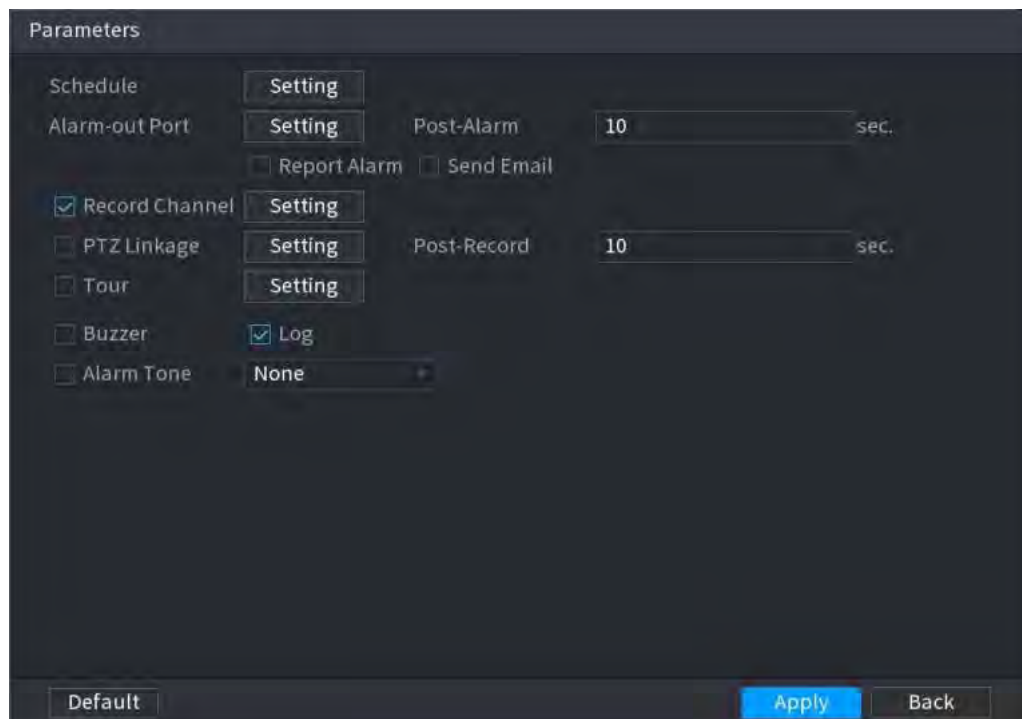 Parameters
Schedule Setting
Alarm-out Port Setting Post-Alarm 10 sec.
Report Alarm Send Email
Record Channel Setting
PTZ Linkage Setting Post-Record 10 sec.
Tour Setting
Buzzer Log
Alarm Tone None
Default Apply Back